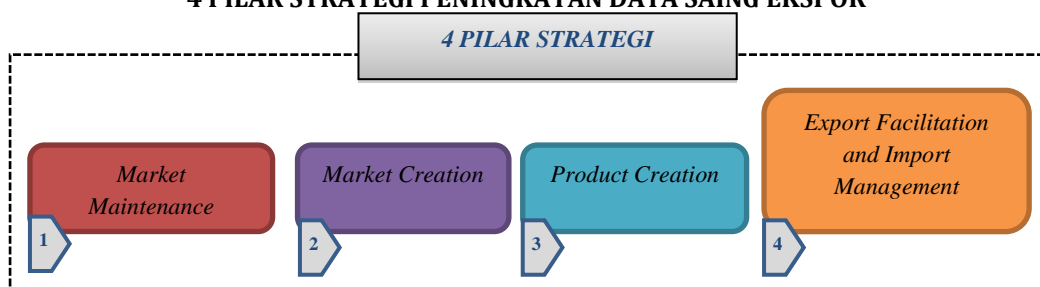 4 PILAR STRATEGI PENINGKATAN DATA SAING EKSPOR
4 PILAR STRATEGI
Market
Maintenance
1
Market Creation
2
Product Creation
3
Export Facilitation
and Import
Management
4